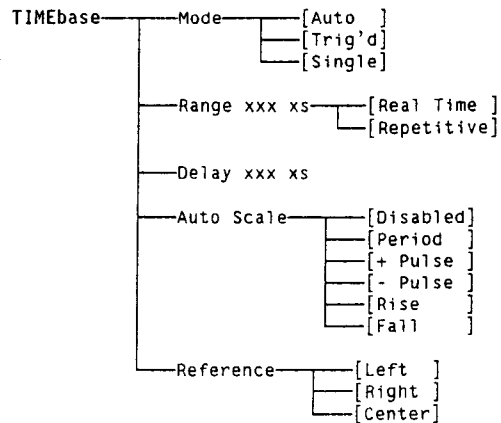 TIMEbase Mode [Auto ]
[Trig'd]
[Single]
Range xxx xs [Real Time ]
[Repetitive]
Delay xxx xs
Auto Scale [Disabled]
[Period ]
[+ Pulse ]
[- Pulse ]
[Rise ]
[Fall ]
Reference [Left ]
[Right ]
[Center]